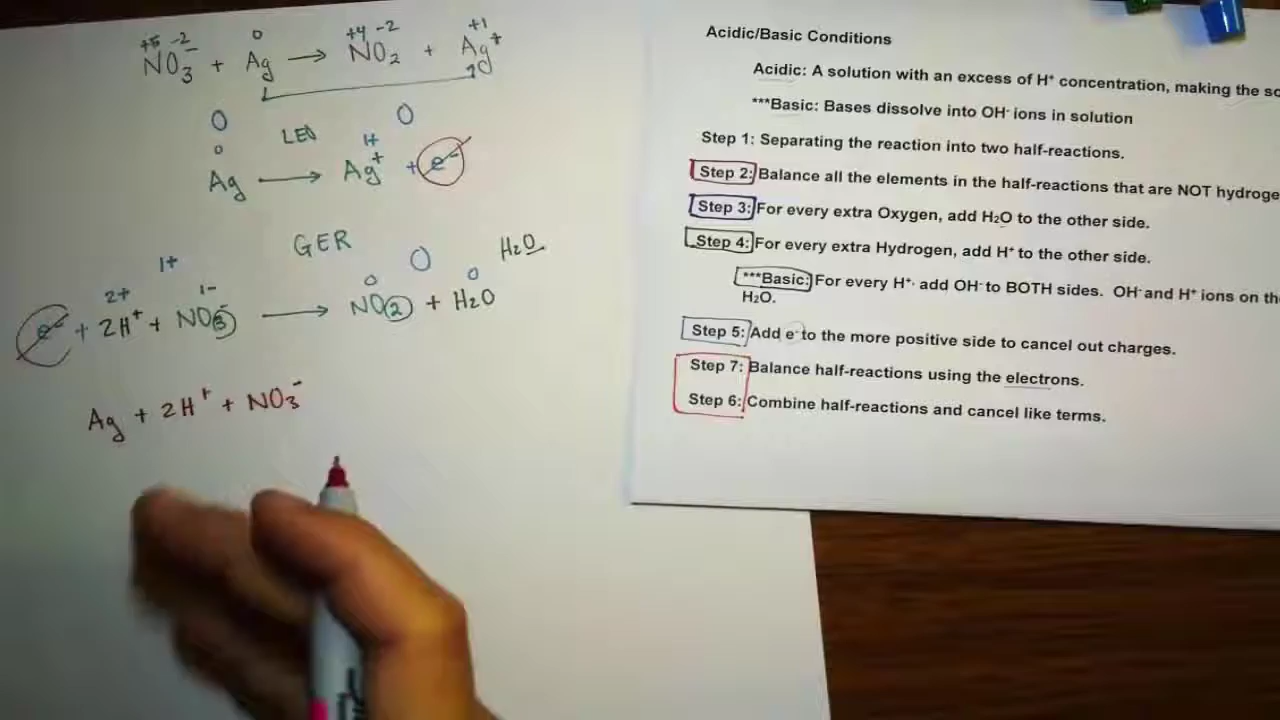 +5 -2 0 +4 -2 +1
NO₃⁻ + Ag → NO₂ + Ag⁺
0 0
LEO
0 1+
Ag → Ag⁺ + e⁻
GER 0 H₂O
1+
2+ 1- 0 0
e⁻ + 2H⁺ + NO₃⁻ → NO₂ + H₂O
Ag + 2H⁺ + NO₃⁻
Acidic/Basic Conditions
Acidic: A solution with an excess of H⁺ concentration, making the so
***Basic: Bases dissolve into OH⁻ ions in solution
Step 1: Separating the reaction into two half-reactions.
Step 2: Balance all the elements in the half-reactions that are NOT hydroge
Step 3: For every extra Oxygen, add H₂O to the other side.
Step 4: For every extra Hydrogen, add H⁺ to the other side.
***Basic: For every H⁺, add OH⁻ to BOTH sides. OH⁻ and H⁺ ions on the
H₂O.
Step 5: Add e⁻ to the more positive side to cancel out charges.
Step 7: Balance half-reactions using the electrons.
Step 6: Combine half-reactions and cancel like terms.